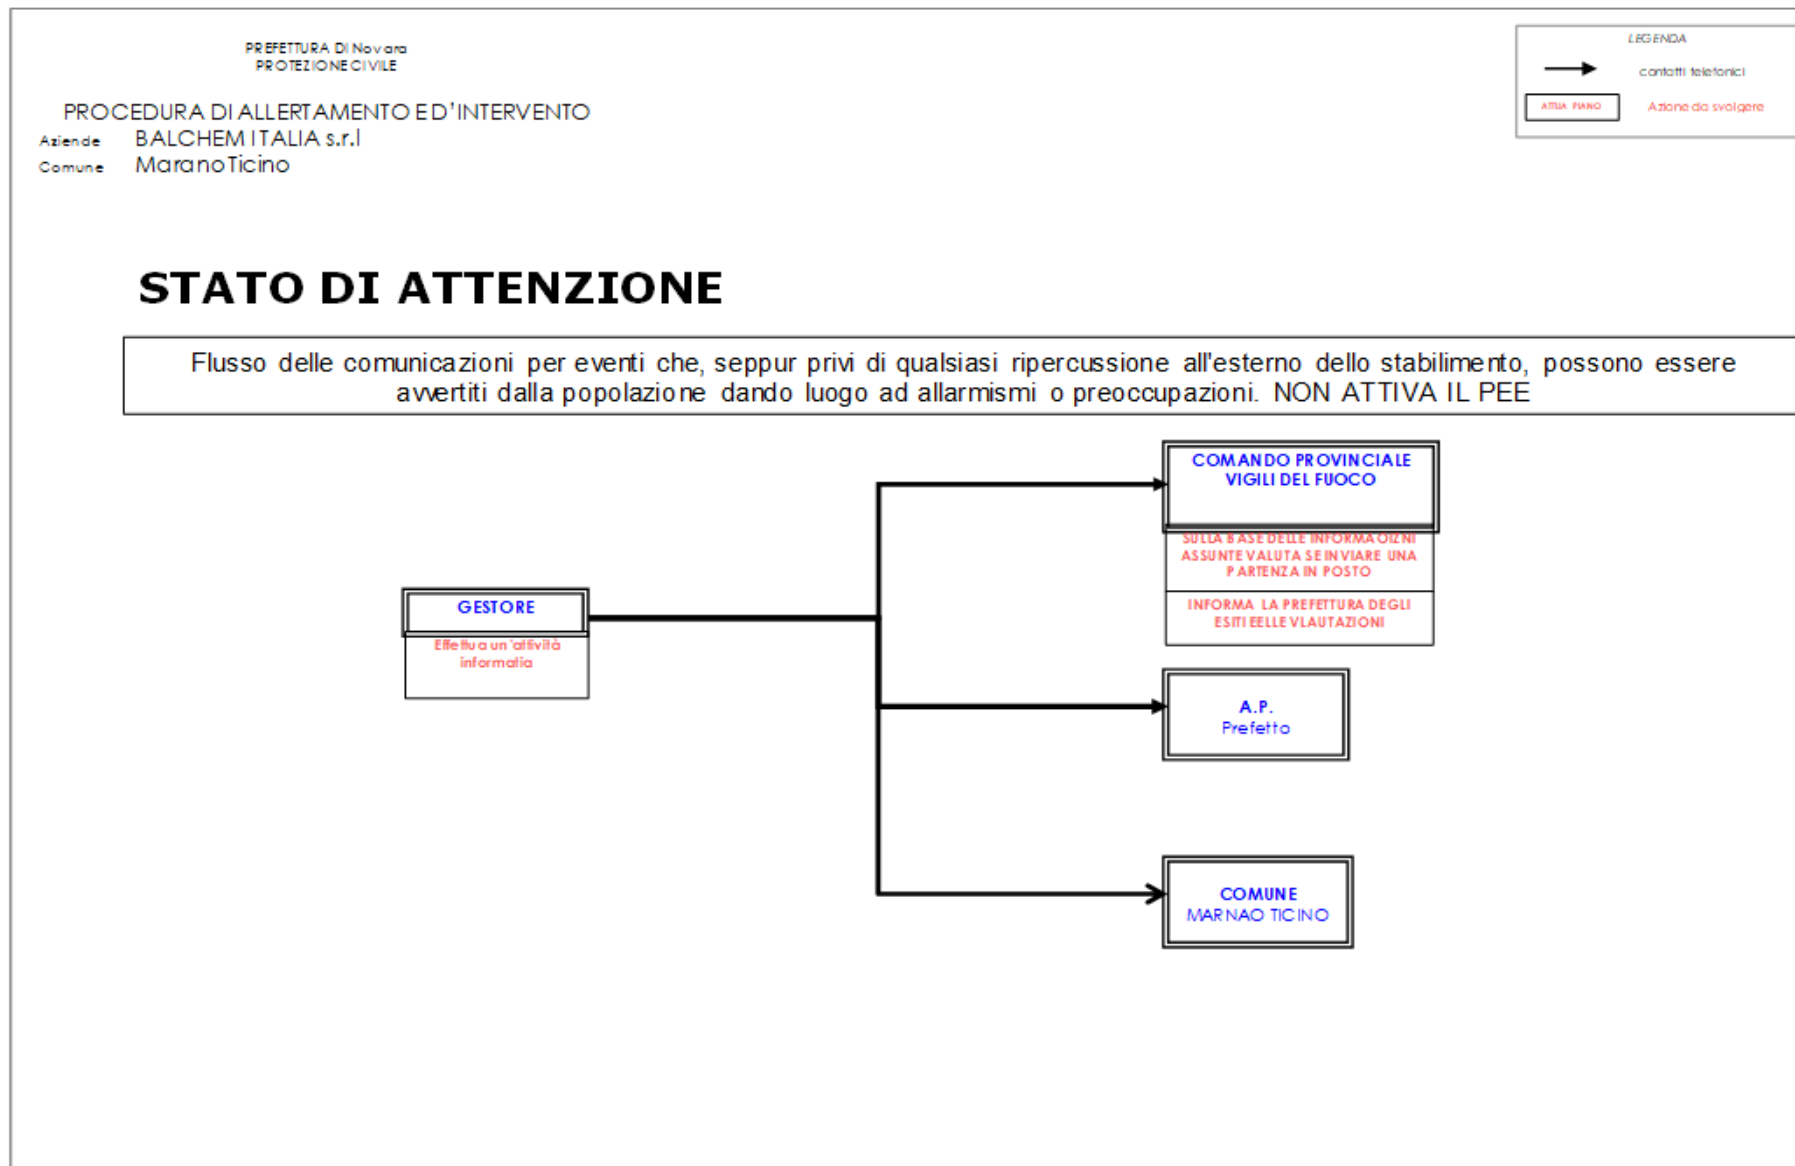 PREFETTURA DI Novara
PROTEZIONE CIVILE
PROCEDURA DI ALLERTAMENTO E D'INTERVENTO
Aziende BALCHEM ITALIA s.r.l
Comune Marano Ticino
LEGENDA
contatti telefonici
ATTUA PIANO Azione da svolgere
STATO DI ATTENZIONE
Flusso delle comunicazioni per eventi che, seppur privi di qualsiasi ripercussione all'esterno dello stabilimento, possono essere
avvertiti dalla popolazione dando luogo ad allarmismi o preoccupazioni. NON ATTIVA IL PEE
COMANDO PROVINCIALE
VIGILI DEL FUOCO
SULLA BASE DELLE INFORMAOIZNI
ASSUNTE VALUTA SE INVIARE UNA
PARTENZA IN POSTO
INFORMA LA PREFETTURA DEGLI
ESITI EELLE VLAUTAZIONI
GESTORE
Effettua un'attività
informatia
A.P.
Prefetto
COMUNE
MARNAO TICINO